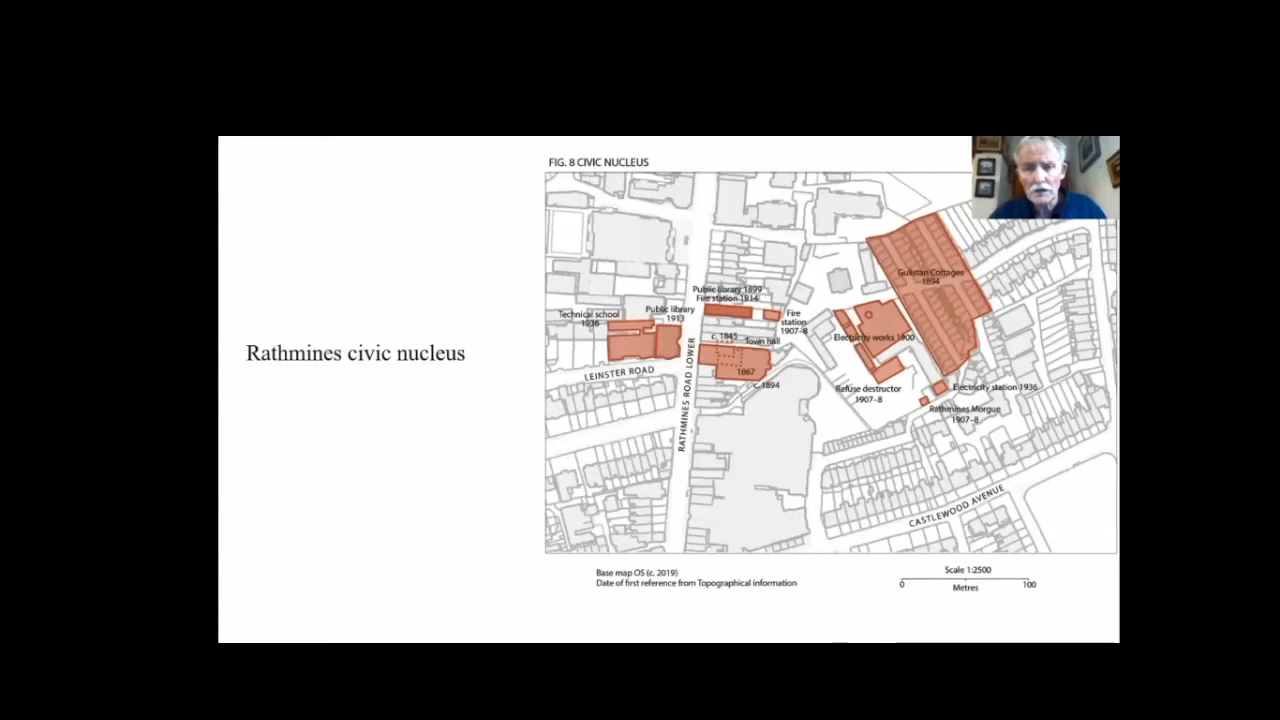 FIG. 8 CIVIC NUCLEUS
Rathmines civic nucleus
Gulistan Cottages
1894
Public library 1899
Fire station 1914
Technical school
1936
Public library
1913
Fire
station
1907–8
c. 1845
Town hall
1867
c. 1894
Electricity works 1900
LEINSTER ROAD
RATHMINES ROAD LOWER
Refuse destructor
1907–8
Electricity station 1936
Rathmines Morgue
1907–8
CASTLEWOOD AVENUE
Base map OS (c. 2019)
Date of first reference from Topographical information
Scale 1:2500
0 100
Metres